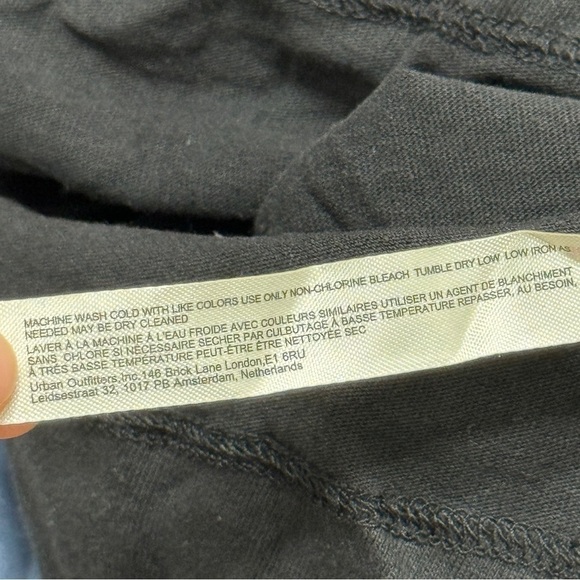 MACHINE WASH COLD WITH LIKE COLORS USE ONLY NON-CHLORINE BLEACH TUMBLE DRY LOW LOW IRON AS
NEEDED MAY BE DRY CLEANED
LAVER À LA MACHINE À L'EAU FROIDE AVEC COULEURS SIMILAIRES UTILISER UN AGENT DE BLANCHIMENT
SANS CHLORE SI NÉCESSAIRE SÉCHER PAR CULBUTAGE À BASSE TEMPERATURE REPASSER, AU BESOIN,
À TRÈS BASSE TEMPÉRATURE PEUT-ÊTRE ÊTRE NETTOYÉE SEC
Urban Outfitters,Inc.146 Brick Lane London,E1 6RU
Leidsestraat 32, 1017 PB Amsterdam, Netherlands